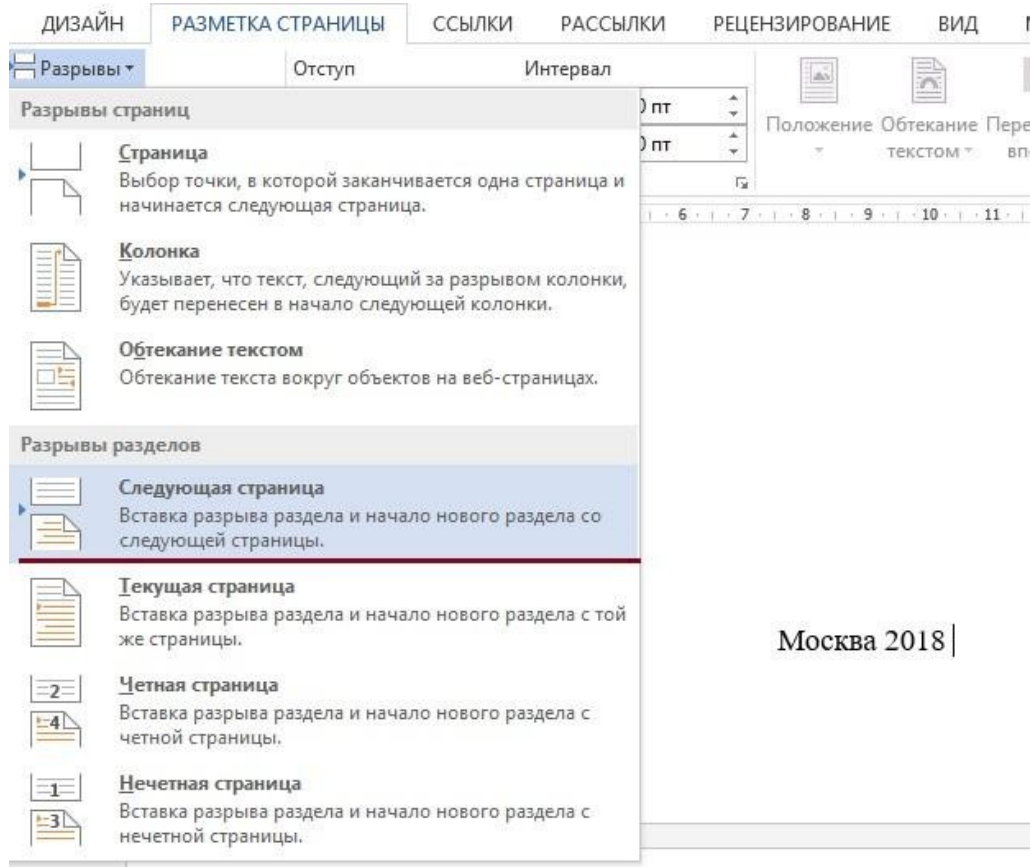 ДИЗАЙН РАЗМЕТКА СТРАНИЦЫ ССЫЛКИ РАССЫЛКИ РЕЦЕНЗИРОВАНИЕ ВИД
Разрывы Отступ Интервал
Разрывы страниц
пт
пт
Положение Обтекание
текстом
6 7 8 9 10 11
Страница
Выбор точки, в которой заканчивается одна страница и
начинается следующая страница.
Колонка
Указывает, что текст, следующий за разрывом колонки,
будет перенесен в начало следующей колонки.
Обтекание текстом
Обтекание текста вокруг объектов на веб-страницах.
Разрывы разделов
Следующая страница
Вставка разрыва раздела и начало нового раздела со
следующей страницы.
Текущая страница
Вставка разрыва раздела и начало нового раздела с той
же страницы.
Москва 2018
2
4
Четная страница
Вставка разрыва раздела и начало нового раздела с
четной страницы.
1
3
Нечетная страница
Вставка разрыва раздела и начало нового раздела с
нечетной страницы.